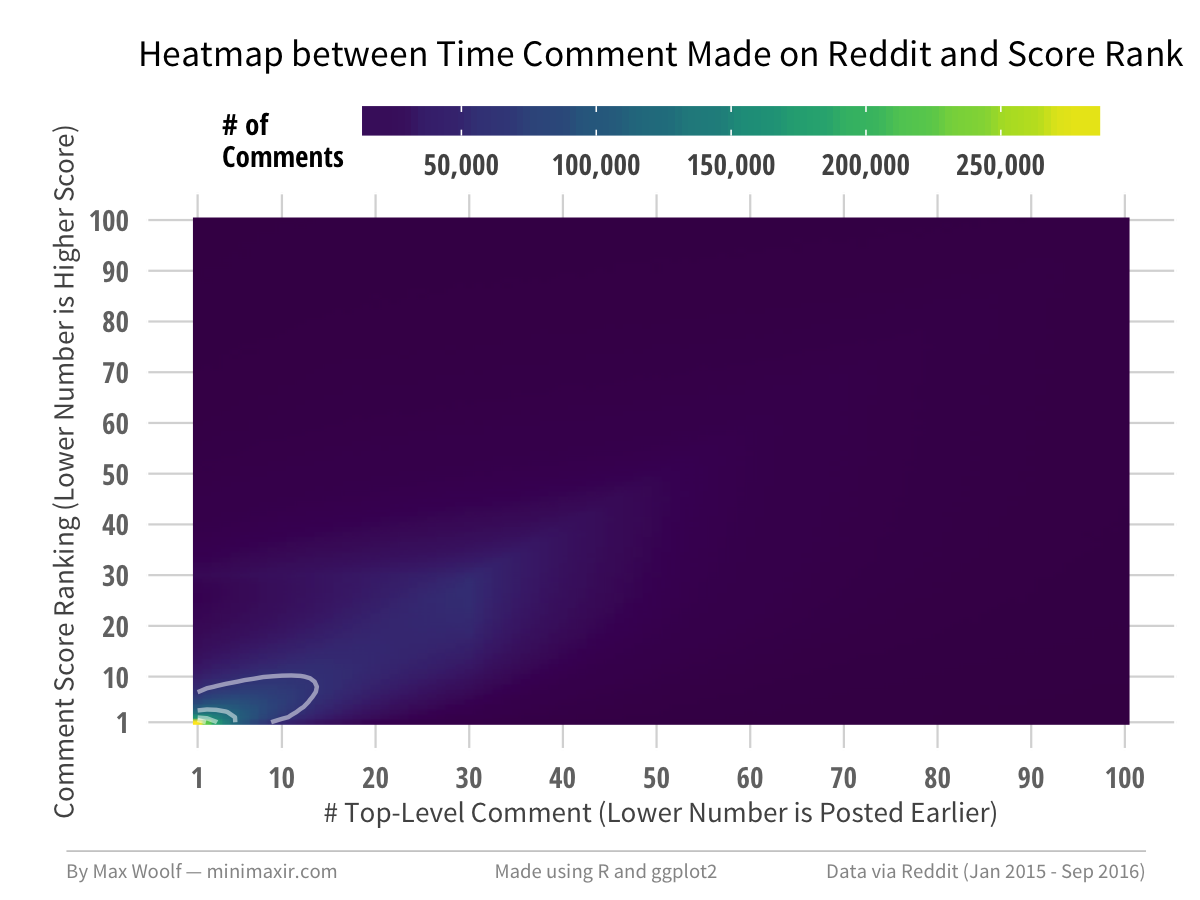 Heatmap between Time Comment Made on Reddit and Score Rank
# of
Comments
50,000 100,000 150,000 200,000 250,000
Comment Score Ranking (Lower Number is Higher Score)
100
90
80
70
60
50
40
30
20
10
1
1 10 20 30 40 50 60 70 80 90 100
# Top-Level Comment (Lower Number is Posted Earlier)
By Max Woolf — minimaxir.com
Made using R and ggplot2
Data via Reddit (Jan 2015 - Sep 2016)